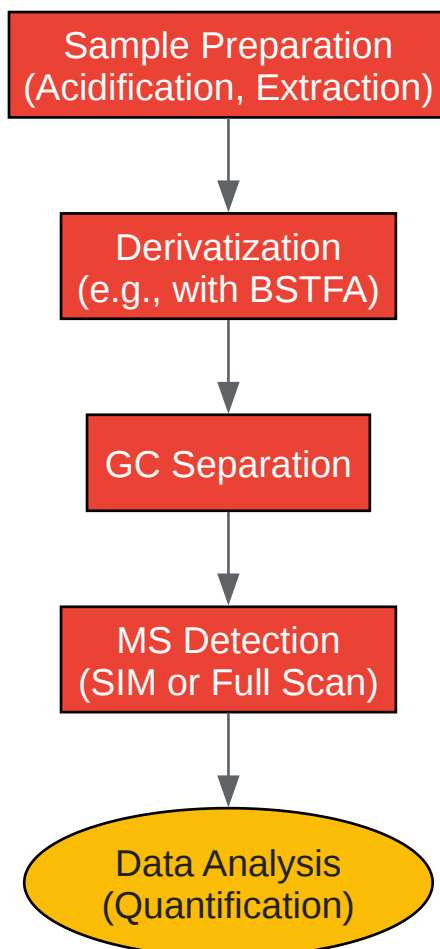 Sample Preparation
(Acidification, Extraction)
Derivatization
(e.g., with BSTFA)
GC Separation
MS Detection
(SIM or Full Scan)
Data Analysis
(Quantification)